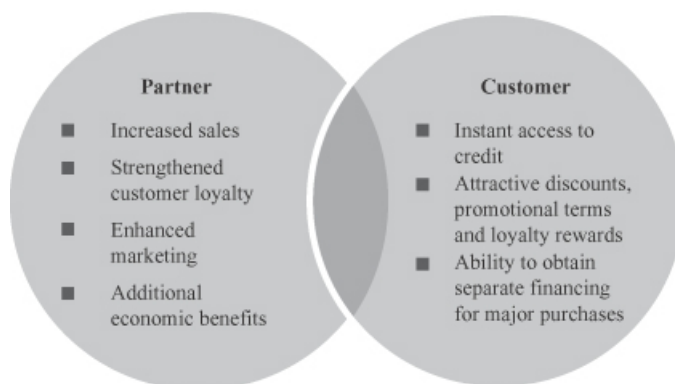 Partner
■ Increased sales
■ Strengthened
customer loyalty
■ Enhanced
marketing
■ Additional
economic benefits
Customer
■ Instant access to
credit
■ Attractive discounts,
promotional terms
and loyalty rewards
■ Ability to obtain
separate financing
for major purchases